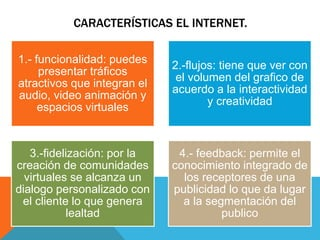 CARACTERÍSTICAS EL INTERNET.
1.- funcionalidad: puedes
presentar tráficos
atractivos que integran el
audio, video animación y
espacios virtuales
2.-flujos: tiene que ver con
el volumen del grafico de
acuerdo a la interactividad
y creatividad
3.-fidelización: por la
creación de comunidades
virtuales se alcanza un
dialogo personalizado con
el cliente lo que genera
lealtad
4.- feedback: permite el
conocimiento integrado de
los receptores de una
publicidad lo que da lugar
a la segmentación del
publico